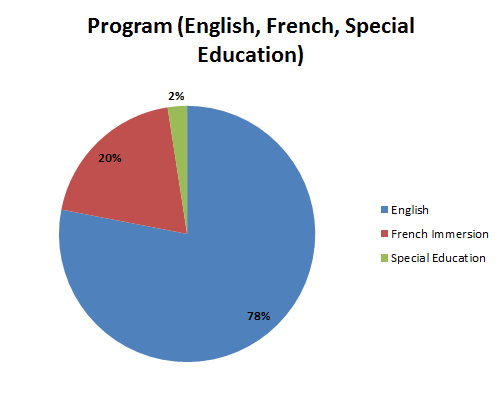 Program (English, French, Special
Education)
2%
20%
English
French Immersion
Special Education
78%